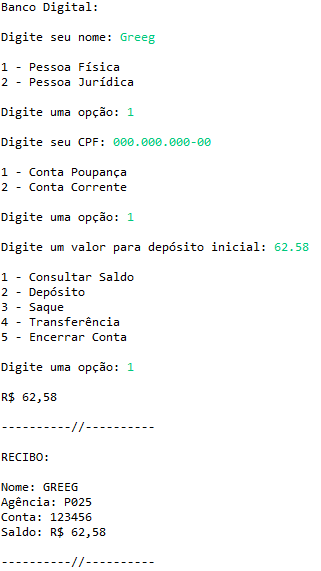 Banco Digital:
Digite seu nome: Greeg
1 - Pessoa Física
2 - Pessoa Jurídica
Digite uma opção: 1
Digite seu CPF: 000.000.000-00
1 - Conta Poupança
2 - Conta Corrente
Digite uma opção: 1
Digite um valor para depósito inicial: 62.58
1 - Consultar Saldo
2 - Depósito
3 - Saque
4 - Transferência
5 - Encerrar Conta
Digite uma opção: 1
R$ 62,58
----------//----------
RECIBO:
Nome: GREEG
Agência: P025
Conta: 123456
Saldo: R$ 62,58
----------//----------